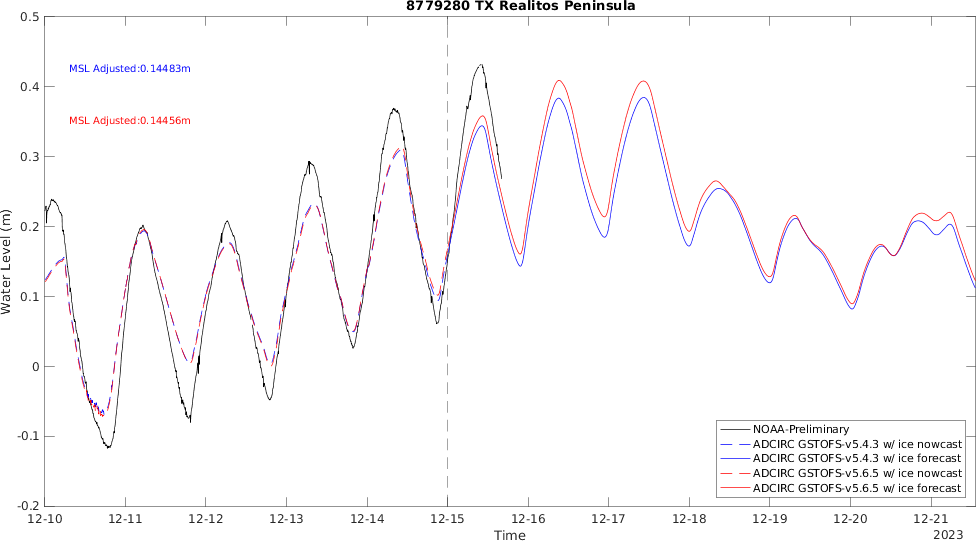 8779280 TX Realitos Peninsula
MSL Adjusted:0.14483m
MSL Adjusted:0.14456m
Water Level (m)
0.5
0.4
0.3
0.2
0.1
0
-0.1
-0.2
NOAA-Preliminary
ADCIRC GSTOFS-v5.4.3 w/ ice nowcast
ADCIRC GSTOFS-v5.4.3 w/ ice forecast
ADCIRC GSTOFS-v5.6.5 w/ ice nowcast
ADCIRC GSTOFS-v5.6.5 w/ ice forecast
12-10 12-11 12-12 12-13 12-14 12-15 12-16 12-17 12-18 12-19 12-20 12-21
Time
2023